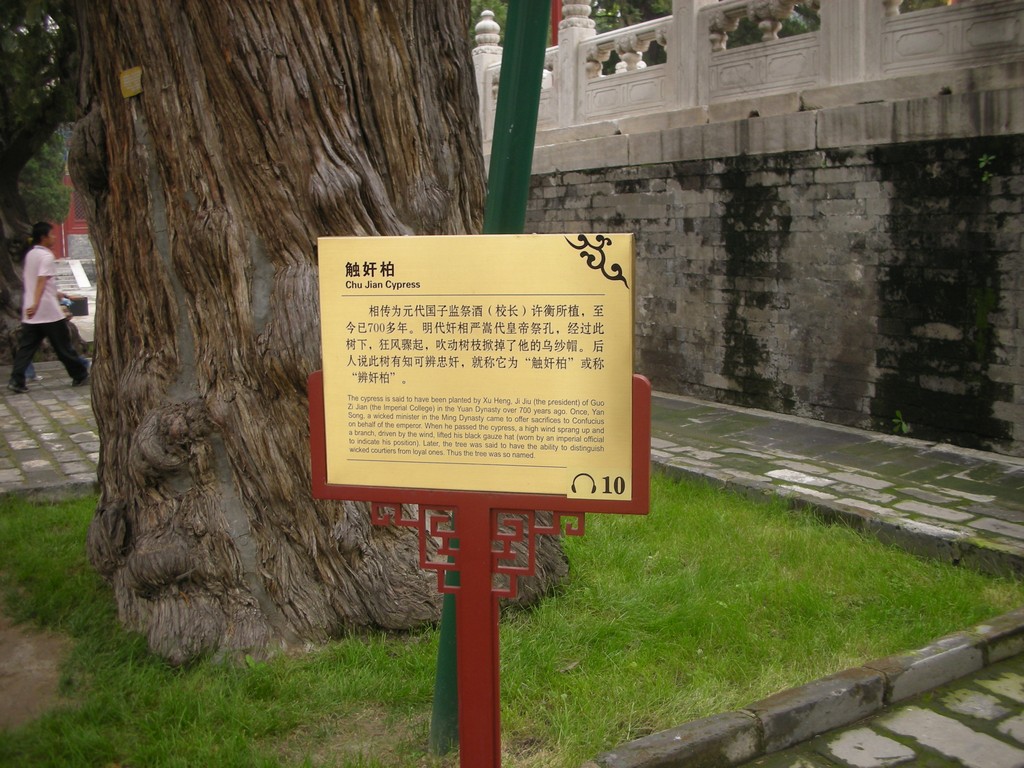 触奸柏
Chu Jian Cypress
相传为元代国子监祭酒（校长）许衡所植，至
今已700多年。明代奸相严嵩代皇帝祭孔，经过此
树下，狂风骤起，吹动树枝掀掉了他的乌纱帽。后
人说此树有知可辨忠奸，就称它为“触奸柏”或称
“辨奸柏”。
The cypress is said to have been planted by Xu Heng, Ji Jiu (the president) of Guo
Zi Jian (the Imperial College) in the Yuan Dynasty over 700 years ago. Once, Yan
Song, a wicked minister in the Ming Dynasty came to offer sacrifices to Confucius
on behalf of the emperor. When he passed the cypress, a high wind sprang up and
a branch, driven by the wind, lifted his black gauze hat (worn by an imperial official
to indicate his position). Later, the tree was said to have the ability to distinguish
wicked courtiers from loyal ones. Thus the tree was so named.
10